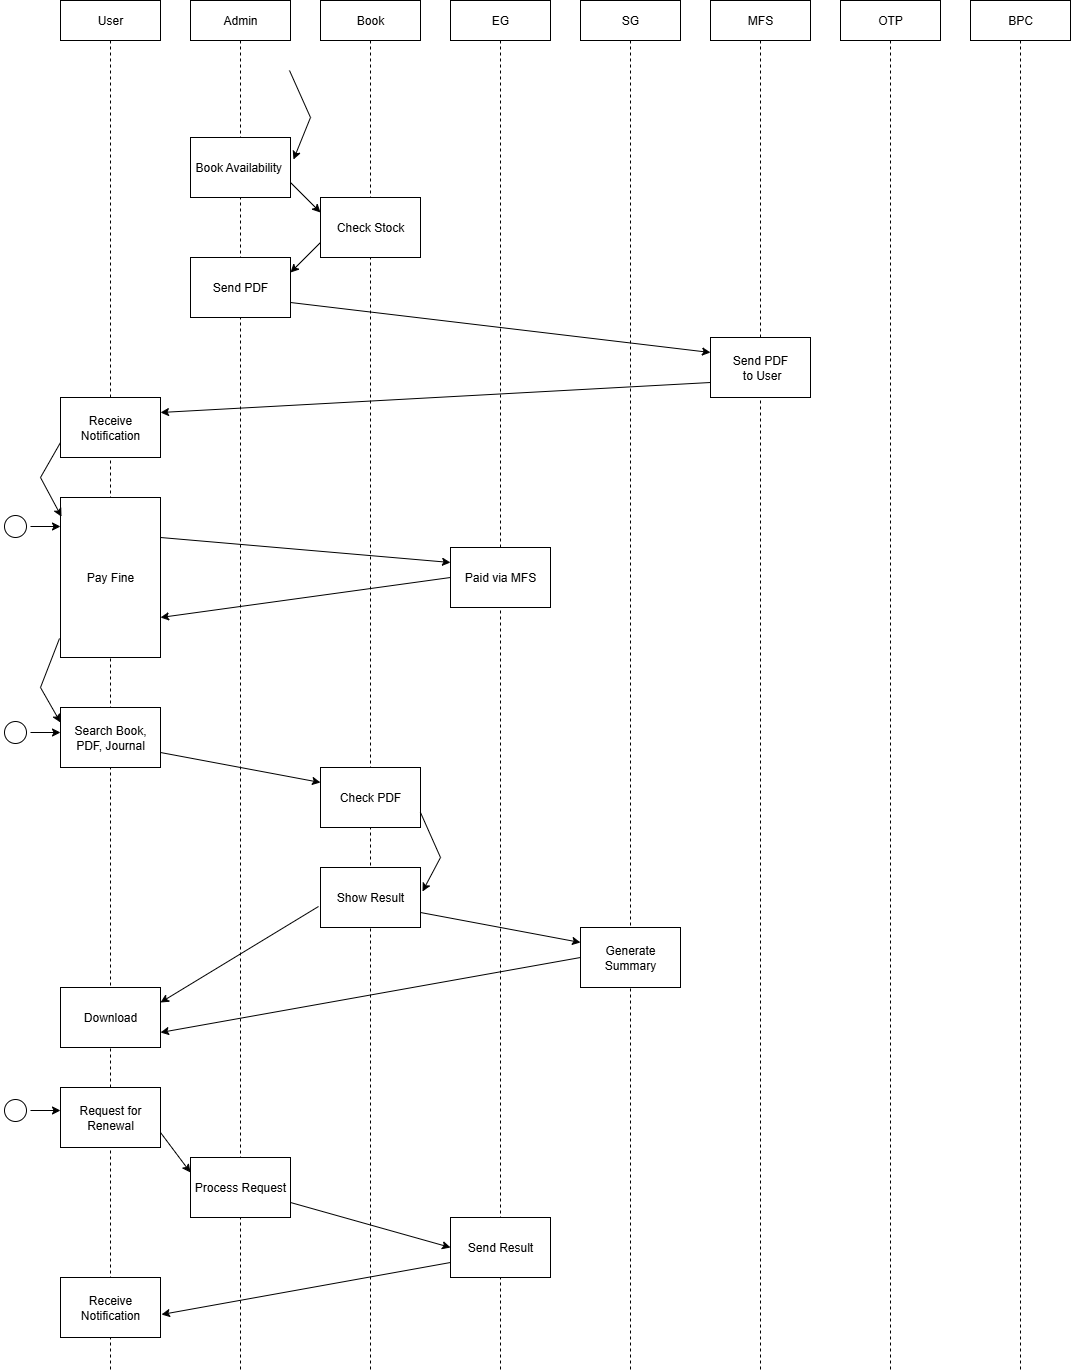 User
Admin
Book
EG
SG
MFS
OTP
BPC
Book Availability
Check Stock
Send PDF
Send PDF
to User
Receive
Notification
Pay Fine
Paid via MFS
Search Book,
PDF, Journal
Check PDF
Show Result
Generate
Summary
Download
Request for
Renewal
Process Request
Send Result
Receive
Notification